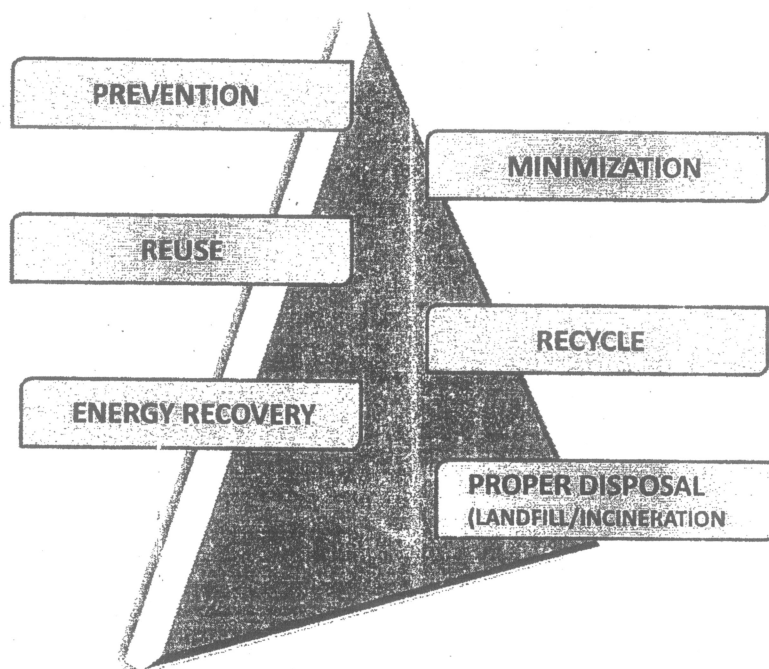 PREVENTION
MINIMIZATION
REUSE
RECYCLE
ENERGY RECOVERY
PROPER DISPOSAL
(LANDFILL/INCINERATION